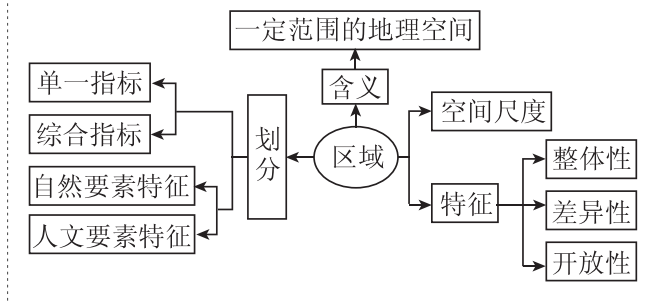 一定范围的地理空间
含义
单一指标
综合指标
自然要素特征
人文要素特征
划分
区域
空间尺度
特征
整体性
差异性
开放性